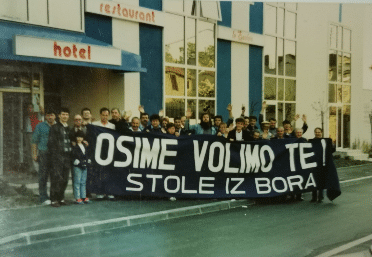 restaurant
hotel
OSIME VOLIMO TE!
STOLE IZ BORA